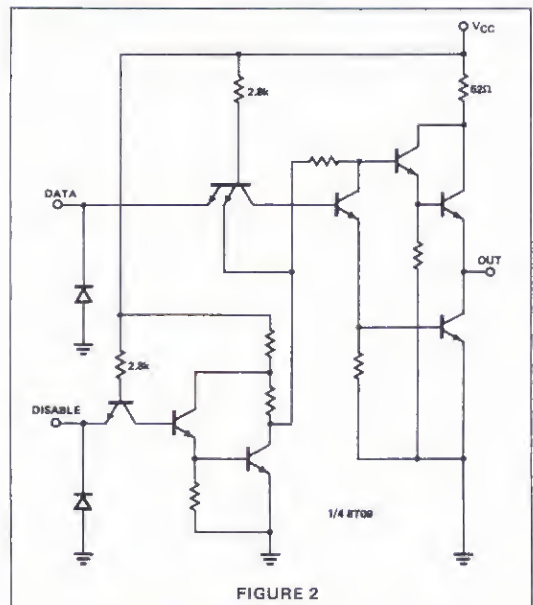 VCC
2.8k
62Ω
DATA
OUT
2.8k
DISABLE
1/4 8T09
FIGURE 2